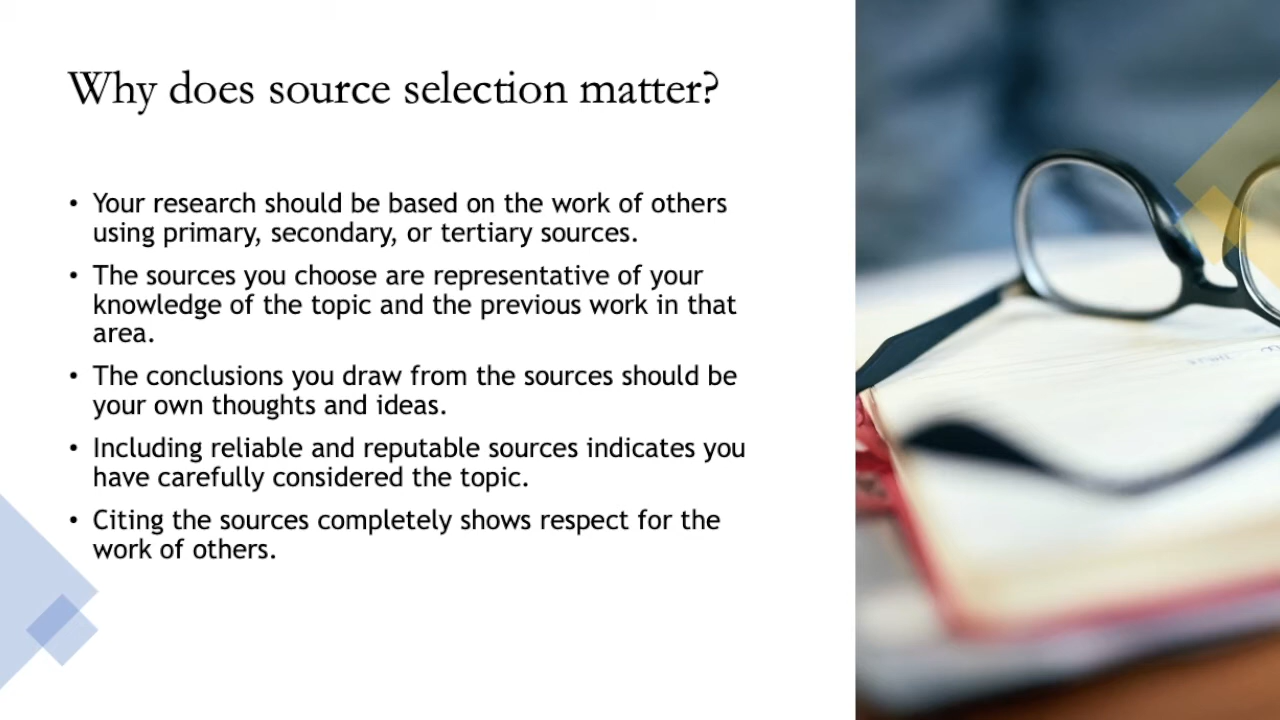 Why does source selection matter?
• Your research should be based on the work of others
using primary, secondary, or tertiary sources.
• The sources you choose are representative of your
knowledge of the topic and the previous work in that
area.
• The conclusions you draw from the sources should be
your own thoughts and ideas.
• Including reliable and reputable sources indicates you
have carefully considered the topic.
• Citing the sources completely shows respect for the
work of others.